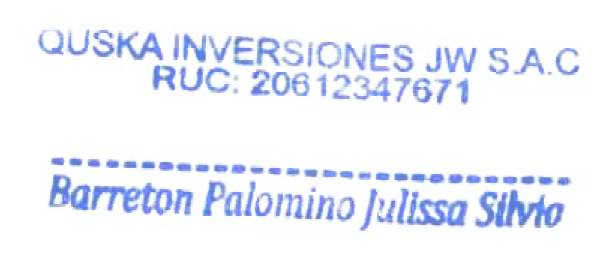 QUSKA INVERSIONES JW S.A.C
RUC: 20612347671
Barreton Palomino Julissa Silvio